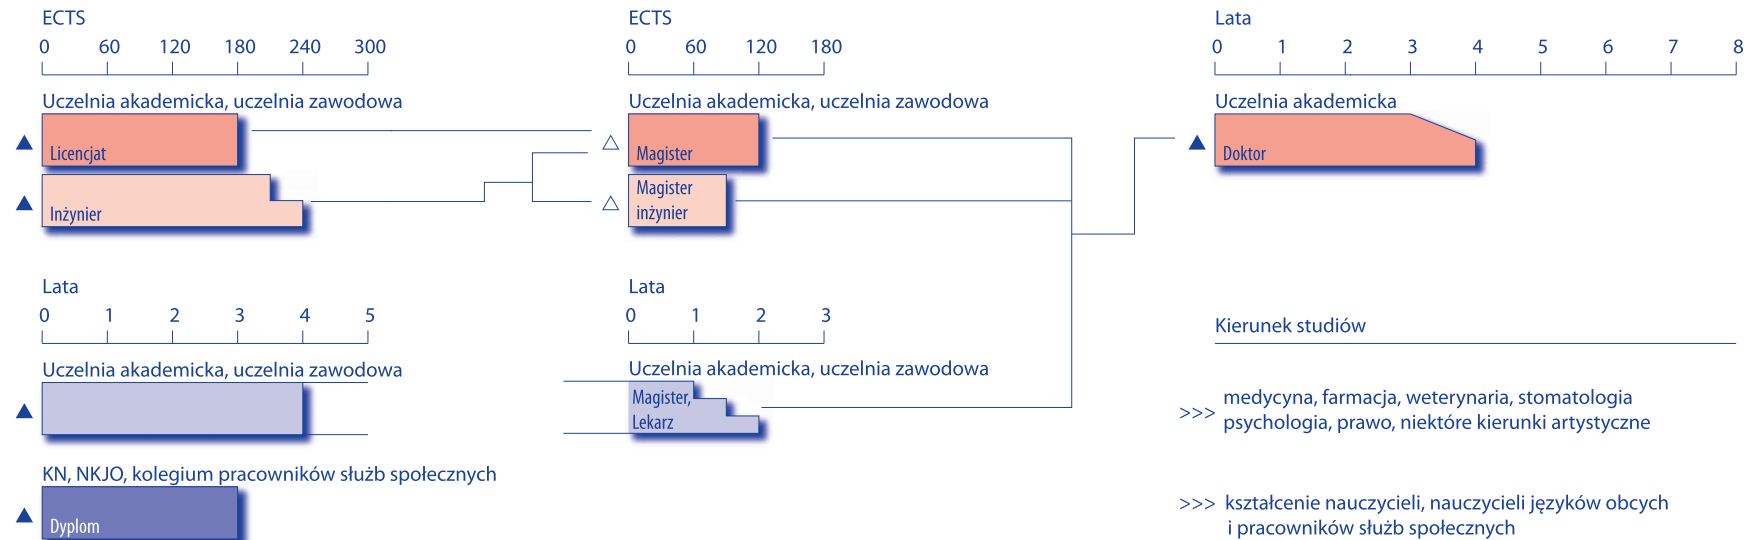 ECTS
0 60 120 180 240 300
ECTS
0 60 120 180
Lata
0 1 2 3 4 5 6 7 8
Uczelnia akademicka, uczelnia zawodowa
Uczelnia akademicka, uczelnia zawodowa
Uczelnia akademicka
Licencjat
Magister
Doktor
Inżynier
Magister
inżynier
Lata
0 1 2 3 4 5
Lata
0 1 2 3
Kierunek studiów
Uczelnia akademicka, uczelnia zawodowa
Uczelnia akademicka, uczelnia zawodowa
Magister,
Lekarz
>>> medycyna, farmacja, weterynaria, stomatologia
psychologia, prawo, niektóre kierunki artystyczne
KN, NKJO, kolegium pracowników służb społecznych
Dyplom
>>> kształcenie nauczycieli, nauczycieli języków obcych
i pracowników służb społecznych